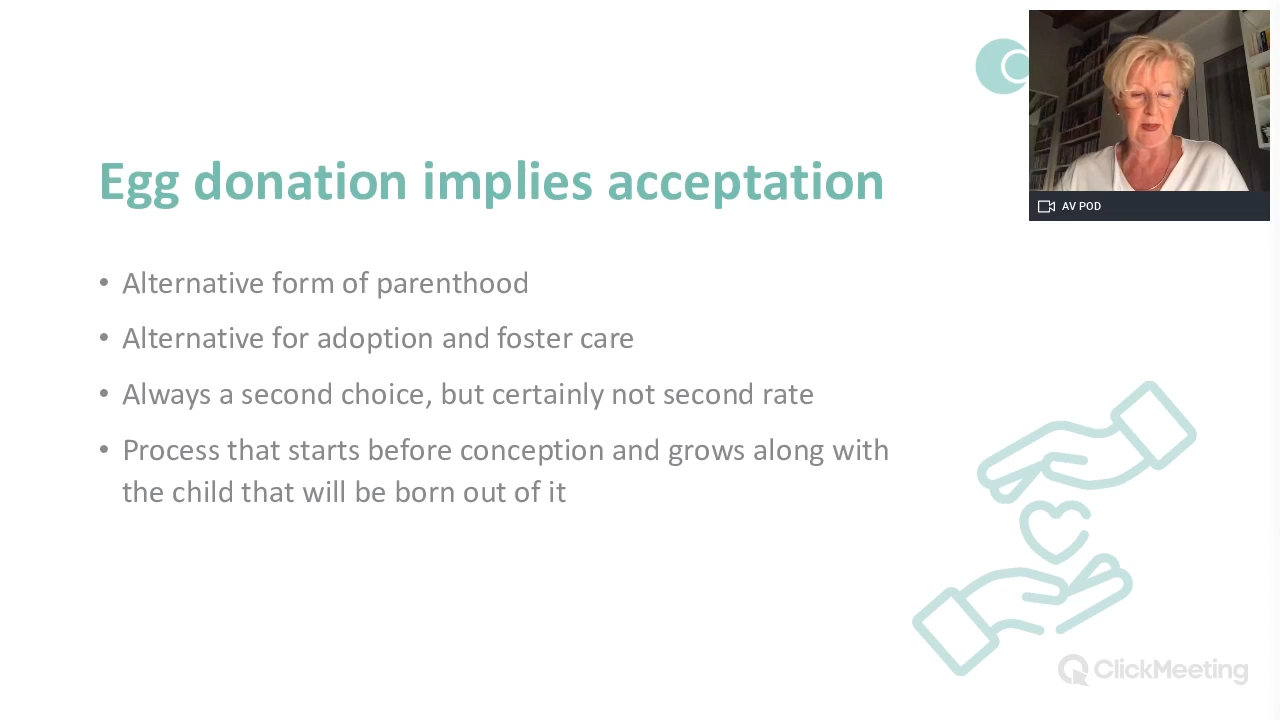 Egg donation implies acceptation
• Alternative form of parenthood
• Alternative for adoption and foster care
• Always a second choice, but certainly not second rate
• Process that starts before conception and grows along with
the child that will be born out of it
AV POD
ClickMeeting